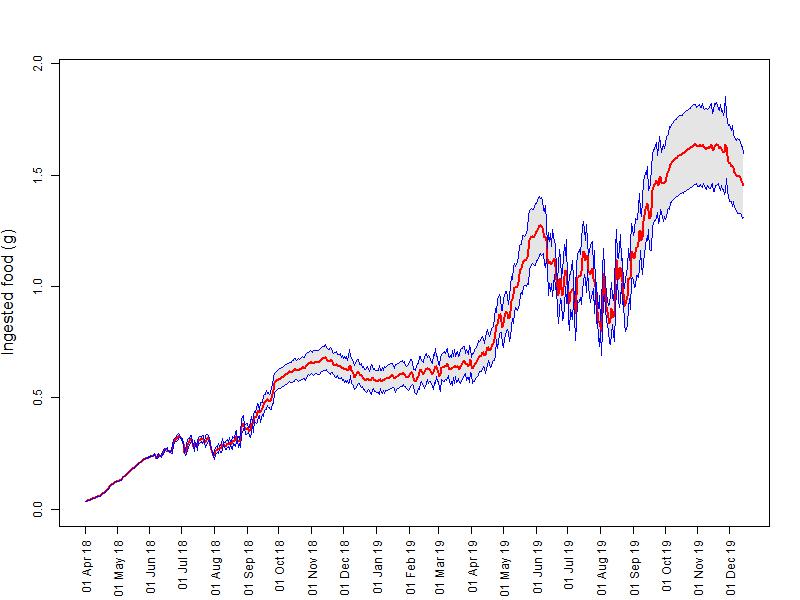 Ingested food (g)
2.0
1.5
1.0
0.5
0.0
01 Apr 18
01 May 18
01 Jun 18
01 Jul 18
01 Aug 18
01 Sep 18
01 Oct 18
01 Nov 18
01 Dec 18
01 Jan 19
01 Feb 19
01 Mar 19
01 Apr 19
01 May 19
01 Jun 19
01 Jul 19
01 Aug 19
01 Sep 19
01 Oct 19
01 Nov 19
01 Dec 19